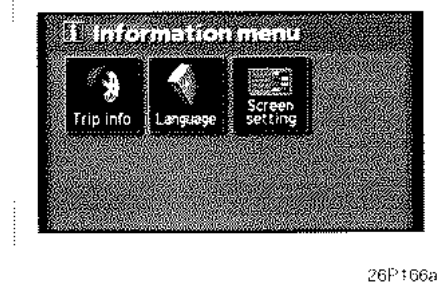 i Information menu
Trip info
Language
Screen
setting
26P166a